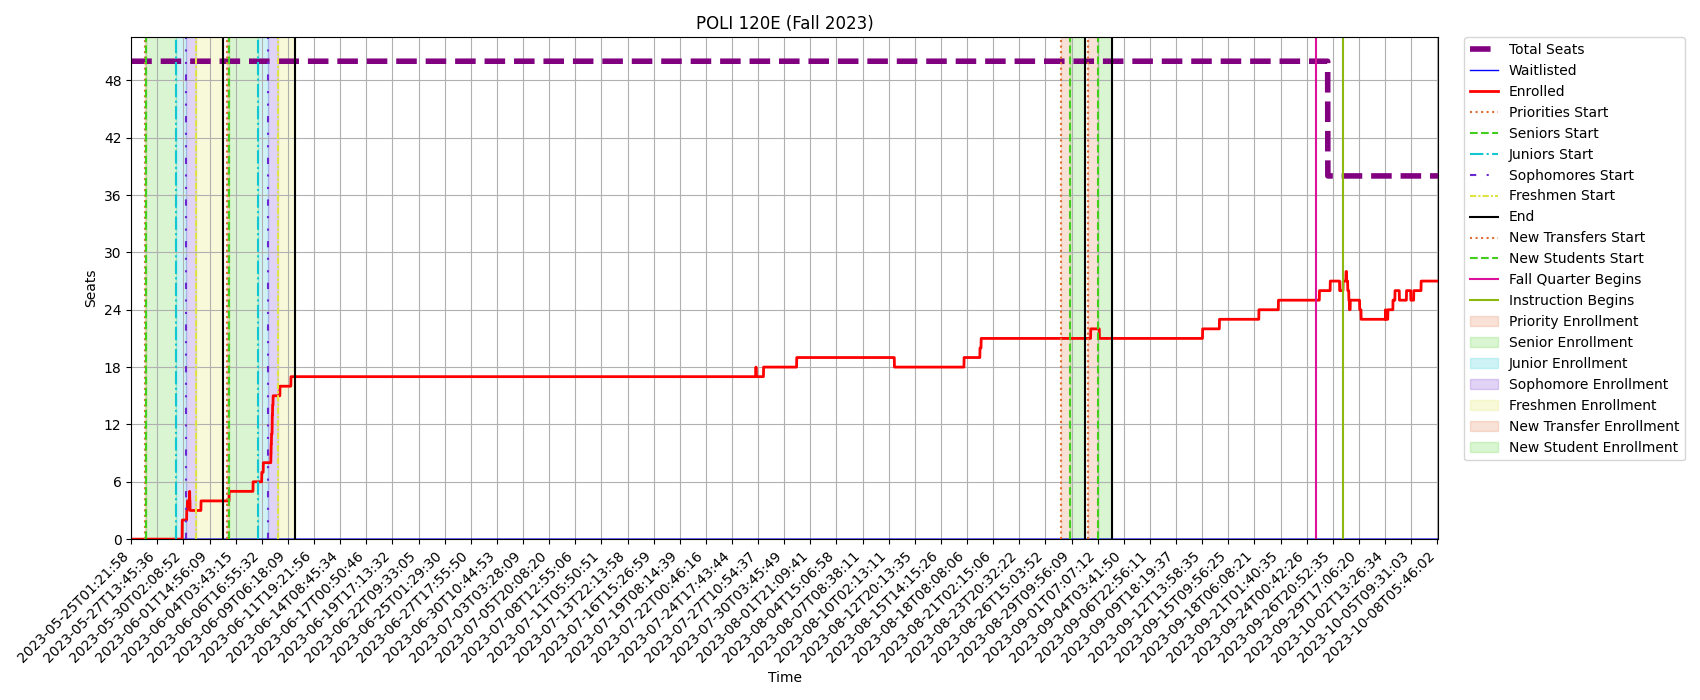 POLI 120E (Fall 2023)
Seats
48
42
36
30
24
18
12
6
0
2023-05-25T01:21:58
2023-05-27T13:45:36
2023-05-30T02:08:52
2023-06-01T14:56:09
2023-06-04T03:43:15
2023-06-06T16:55:32
2023-06-09T06:18:09
2023-06-11T19:21:56
2023-06-14T08:45:34
2023-06-17T00:50:46
2023-06-19T17:13:32
2023-06-22T09:33:05
2023-06-25T01:29:30
2023-06-27T17:55:50
2023-06-30T10:44:53
2023-07-03T03:28:09
2023-07-05T20:08:20
2023-07-08T12:55:06
2023-07-11T05:50:51
2023-07-13T22:13:58
2023-07-16T15:26:59
2023-07-19T08:14:39
2023-07-22T00:46:16
2023-07-24T17:43:44
2023-07-27T10:54:37
2023-07-30T03:45:49
2023-08-01T21:09:41
2023-08-04T15:06:58
2023-08-07T08:38:11
2023-08-10T02:13:11
2023-08-12T20:13:35
2023-08-15T14:15:26
2023-08-18T08:08:06
2023-08-21T02:15:06
2023-08-23T20:32:22
2023-08-26T15:03:52
2023-08-29T09:56:09
2023-09-01T07:07:12
2023-09-04T03:41:50
2023-09-06T22:56:11
2023-09-09T18:19:37
2023-09-12T13:58:35
2023-09-15T09:56:25
2023-09-18T06:08:21
2023-09-21T01:40:35
2023-09-24T00:42:26
2023-09-26T20:52:35
2023-09-29T17:06:20
2023-10-02T13:26:34
2023-10-05T09:31:03
2023-10-08T05:46:02
Time
Total Seats
Waitlisted
Enrolled
Priorities Start
Seniors Start
Juniors Start
Sophomores Start
Freshmen Start
End
New Transfers Start
New Students Start
Fall Quarter Begins
Instruction Begins
Priority Enrollment
Senior Enrollment
Junior Enrollment
Sophomore Enrollment
Freshmen Enrollment
New Transfer Enrollment
New Student Enrollment